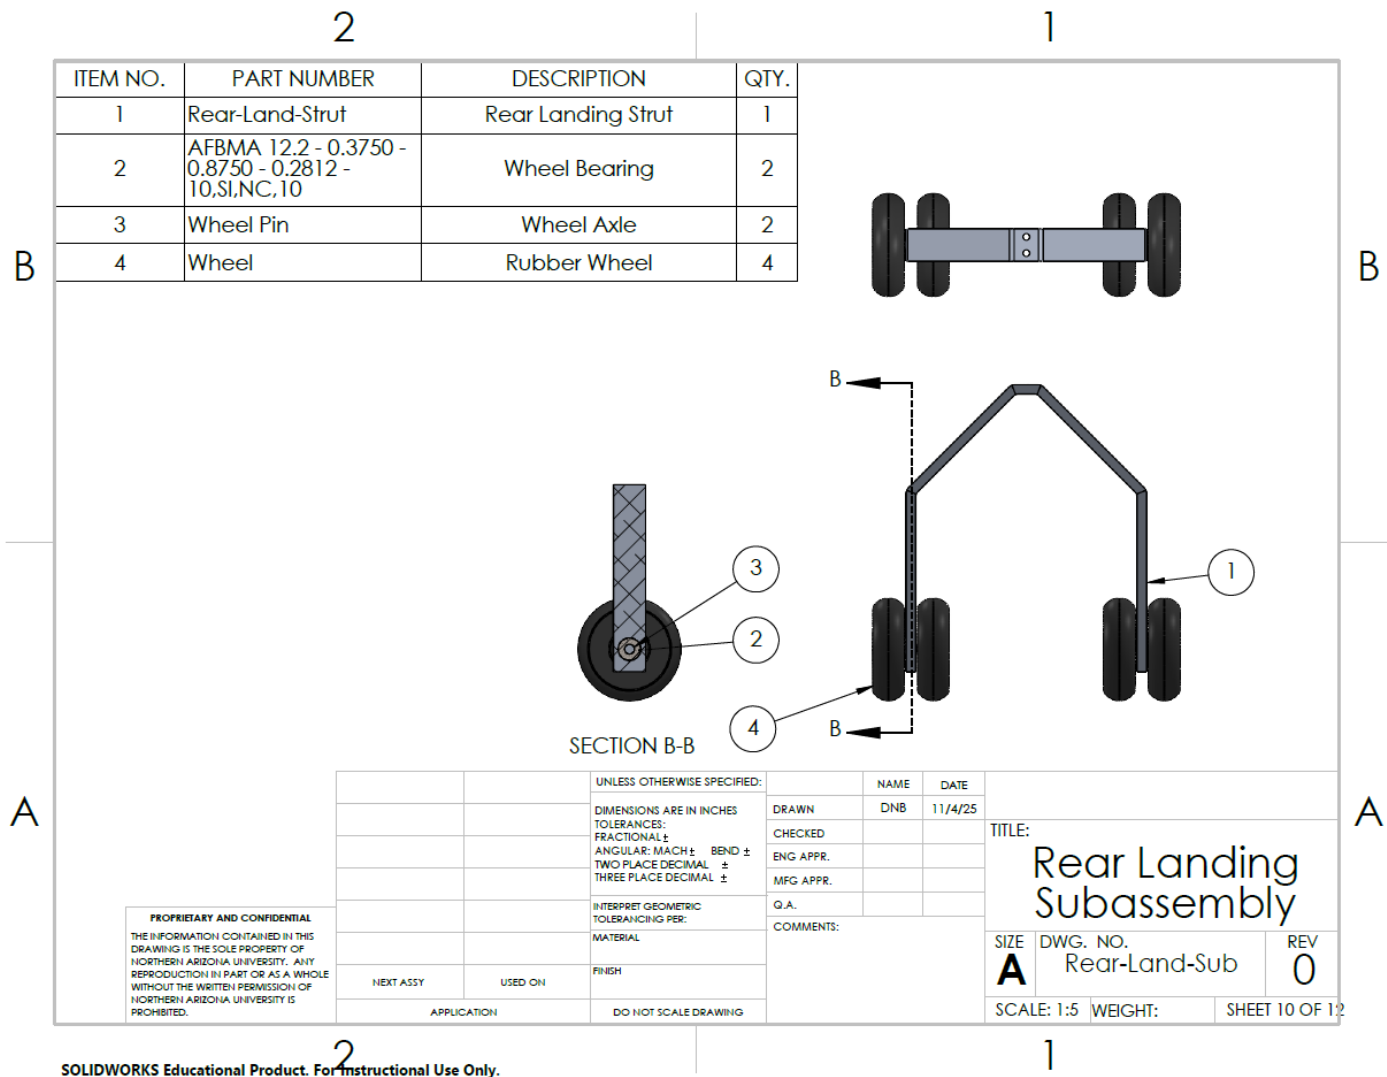 2 1
ITEM NO. PART NUMBER DESCRIPTION QTY.
1 Rear-Land-Strut Rear Landing Strut 1
2 AFBMA 12.2 - 0.3750 - 0.8750 - 0.2812 - 10,SI,NC,10 Wheel Bearing 2
3 Wheel Pin Wheel Axle 2
4 Wheel Rubber Wheel 4
B B
B
3
1
2
4
B
SECTION B-B
A A
UNLESS OTHERWISE SPECIFIED:
DIMENSIONS ARE IN INCHES
TOLERANCES:
FRACTIONAL±
ANGULAR: MACH± BEND ±
TWO PLACE DECIMAL ±
THREE PLACE DECIMAL ±
INTERPRET GEOMETRIC
TOLERANCING PER:
MATERIAL
FINISH
DO NOT SCALE DRAWING
NAME DATE
DRAWN DNB 11/4/25
CHECKED
ENG APPR.
MFG APPR.
Q.A.
COMMENTS:
TITLE:
Rear Landing
Subassembly
SIZE DWG. NO. REV
A Rear-Land-Sub 0
SCALE: 1:5 WEIGHT: SHEET 10 OF 12
PROPRIETARY AND CONFIDENTIAL
THE INFORMATION CONTAINED IN THIS
DRAWING IS THE SOLE PROPERTY OF
NORTHERN ARIZONA UNIVERSITY. ANY
REPRODUCTION IN PART OR AS A WHOLE
WITHOUT THE WRITTEN PERMISSION OF
NORTHERN ARIZONA UNIVERSITY IS
PROHIBITED.
NEXT ASSY USED ON
APPLICATION
2 1
SOLIDWORKS Educational Product. For Instructional Use Only.